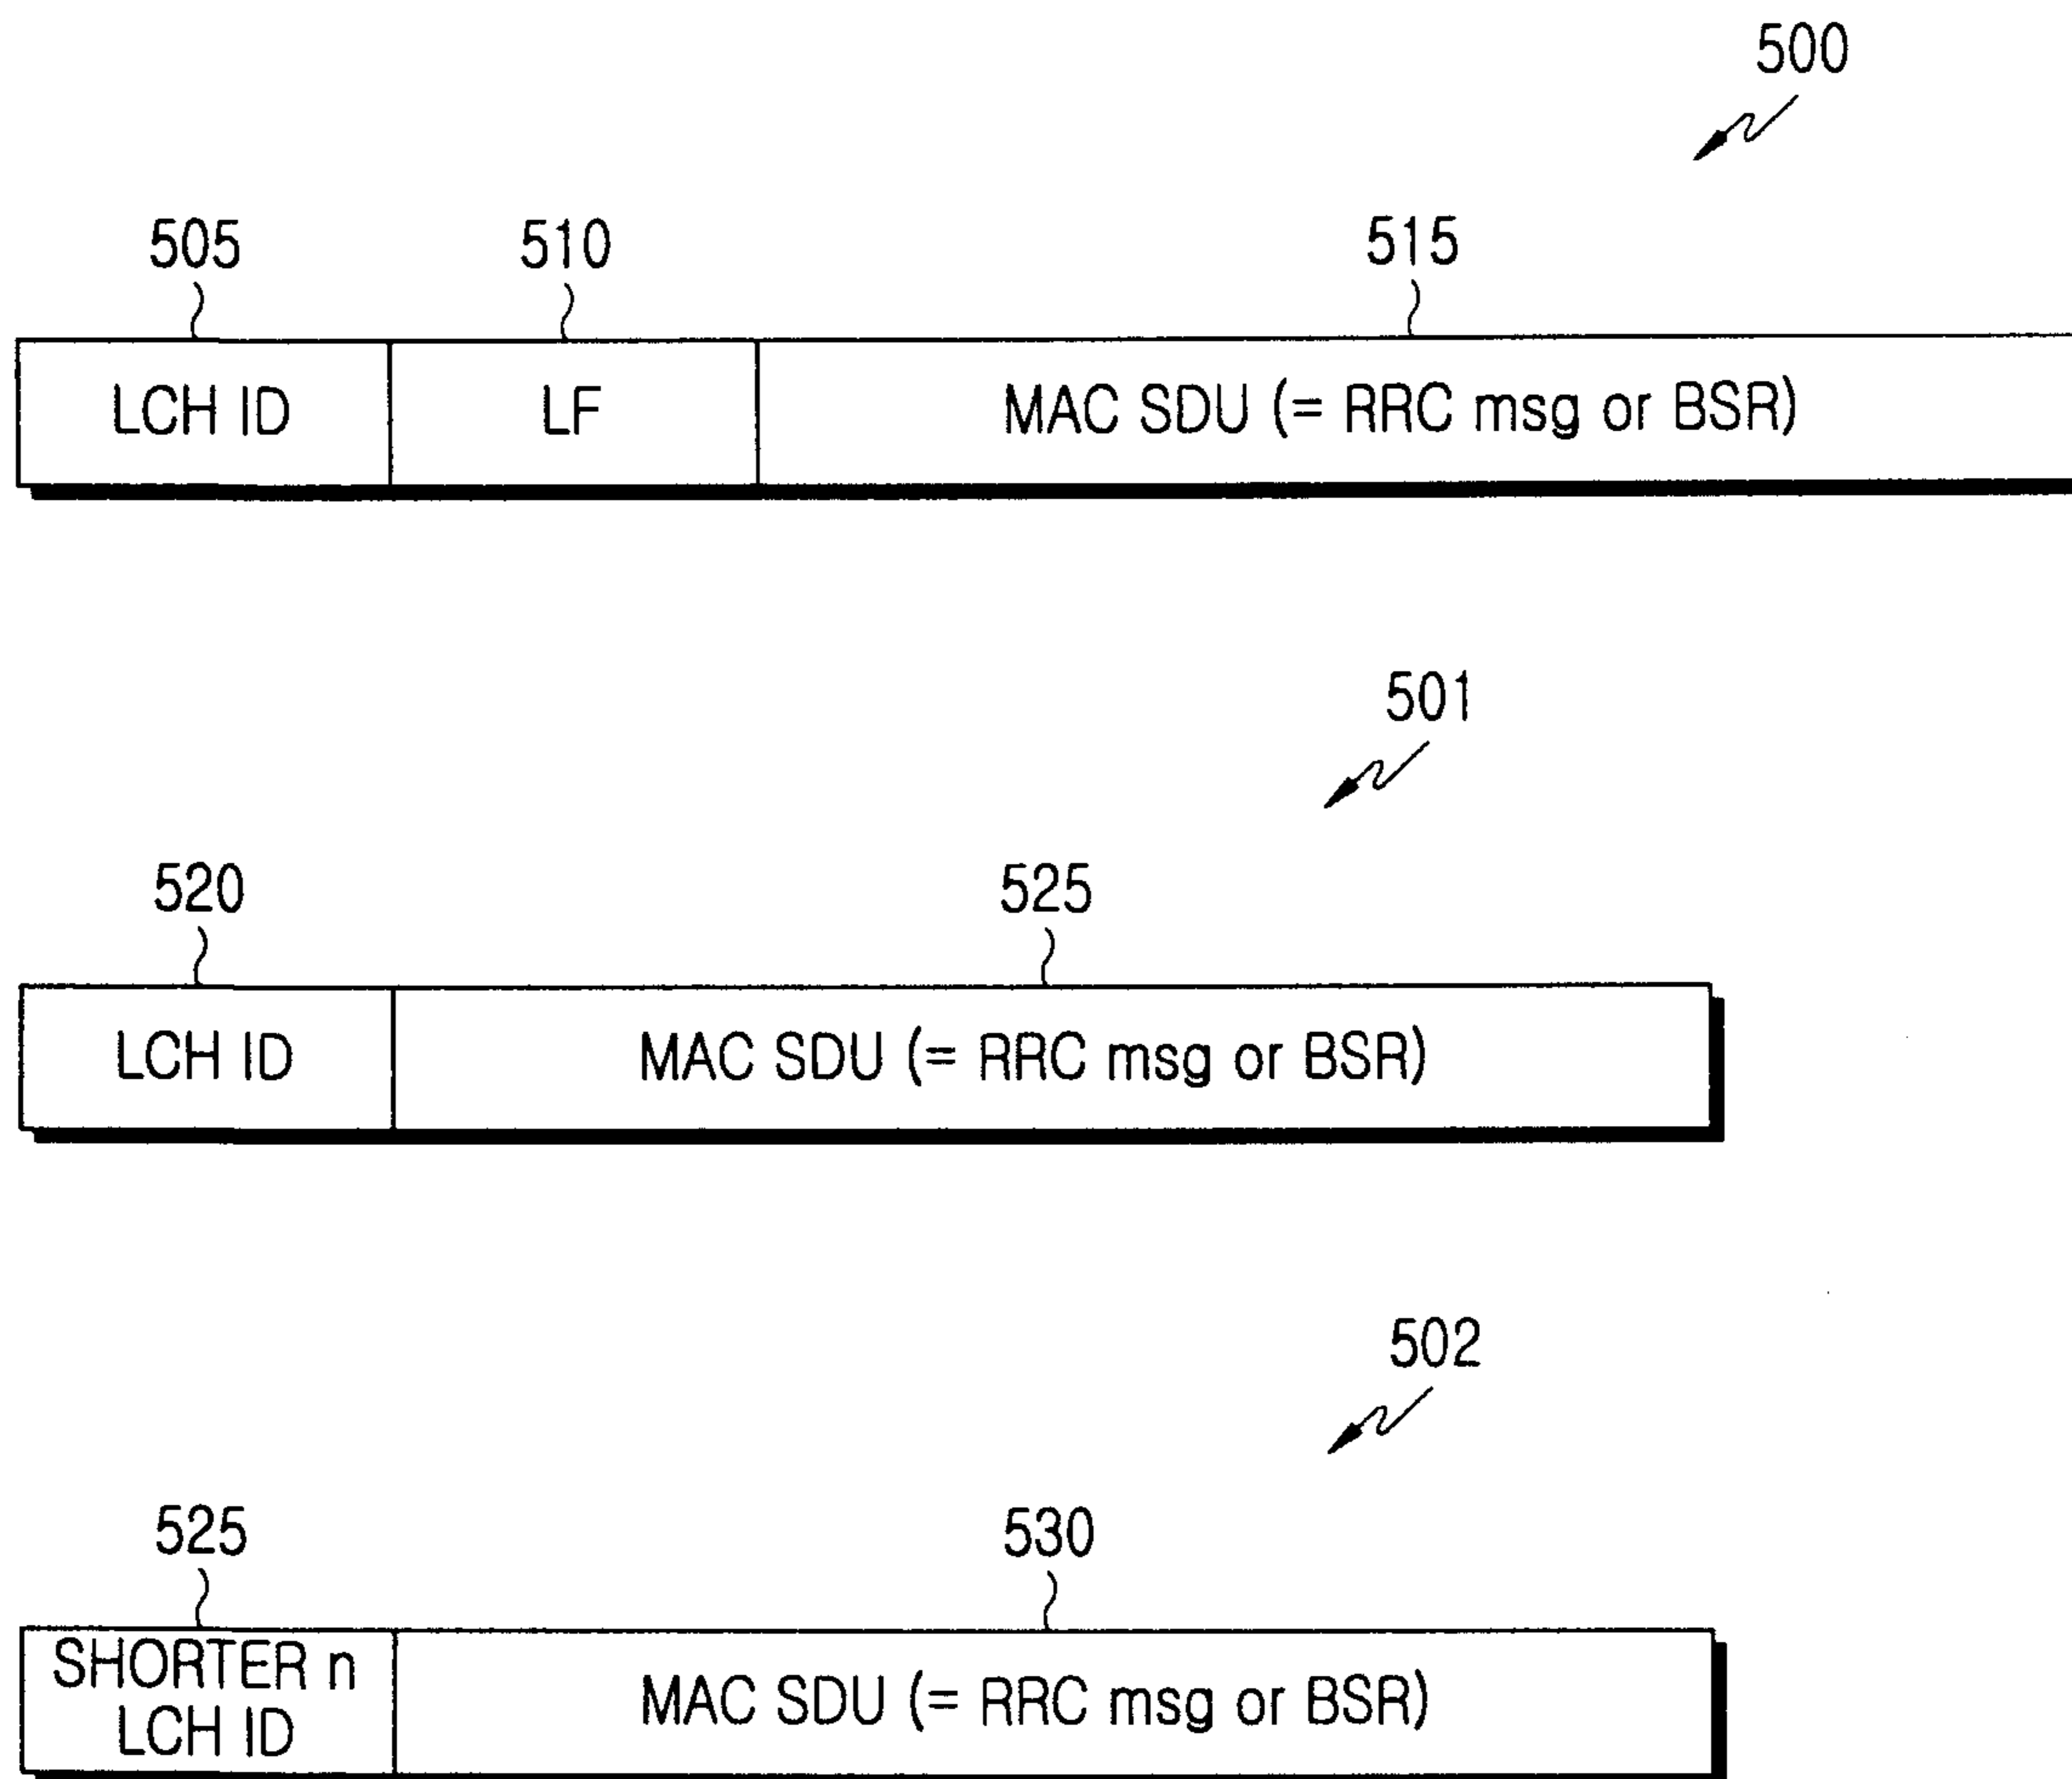 500
505 510 515
LCH ID LF MAC SDU (= RRC msg or BSR)
501
520 525
LCH ID MAC SDU (= RRC msg or BSR)
502
525 530
SHORTER n
LCH ID
MAC SDU (= RRC msg or BSR)